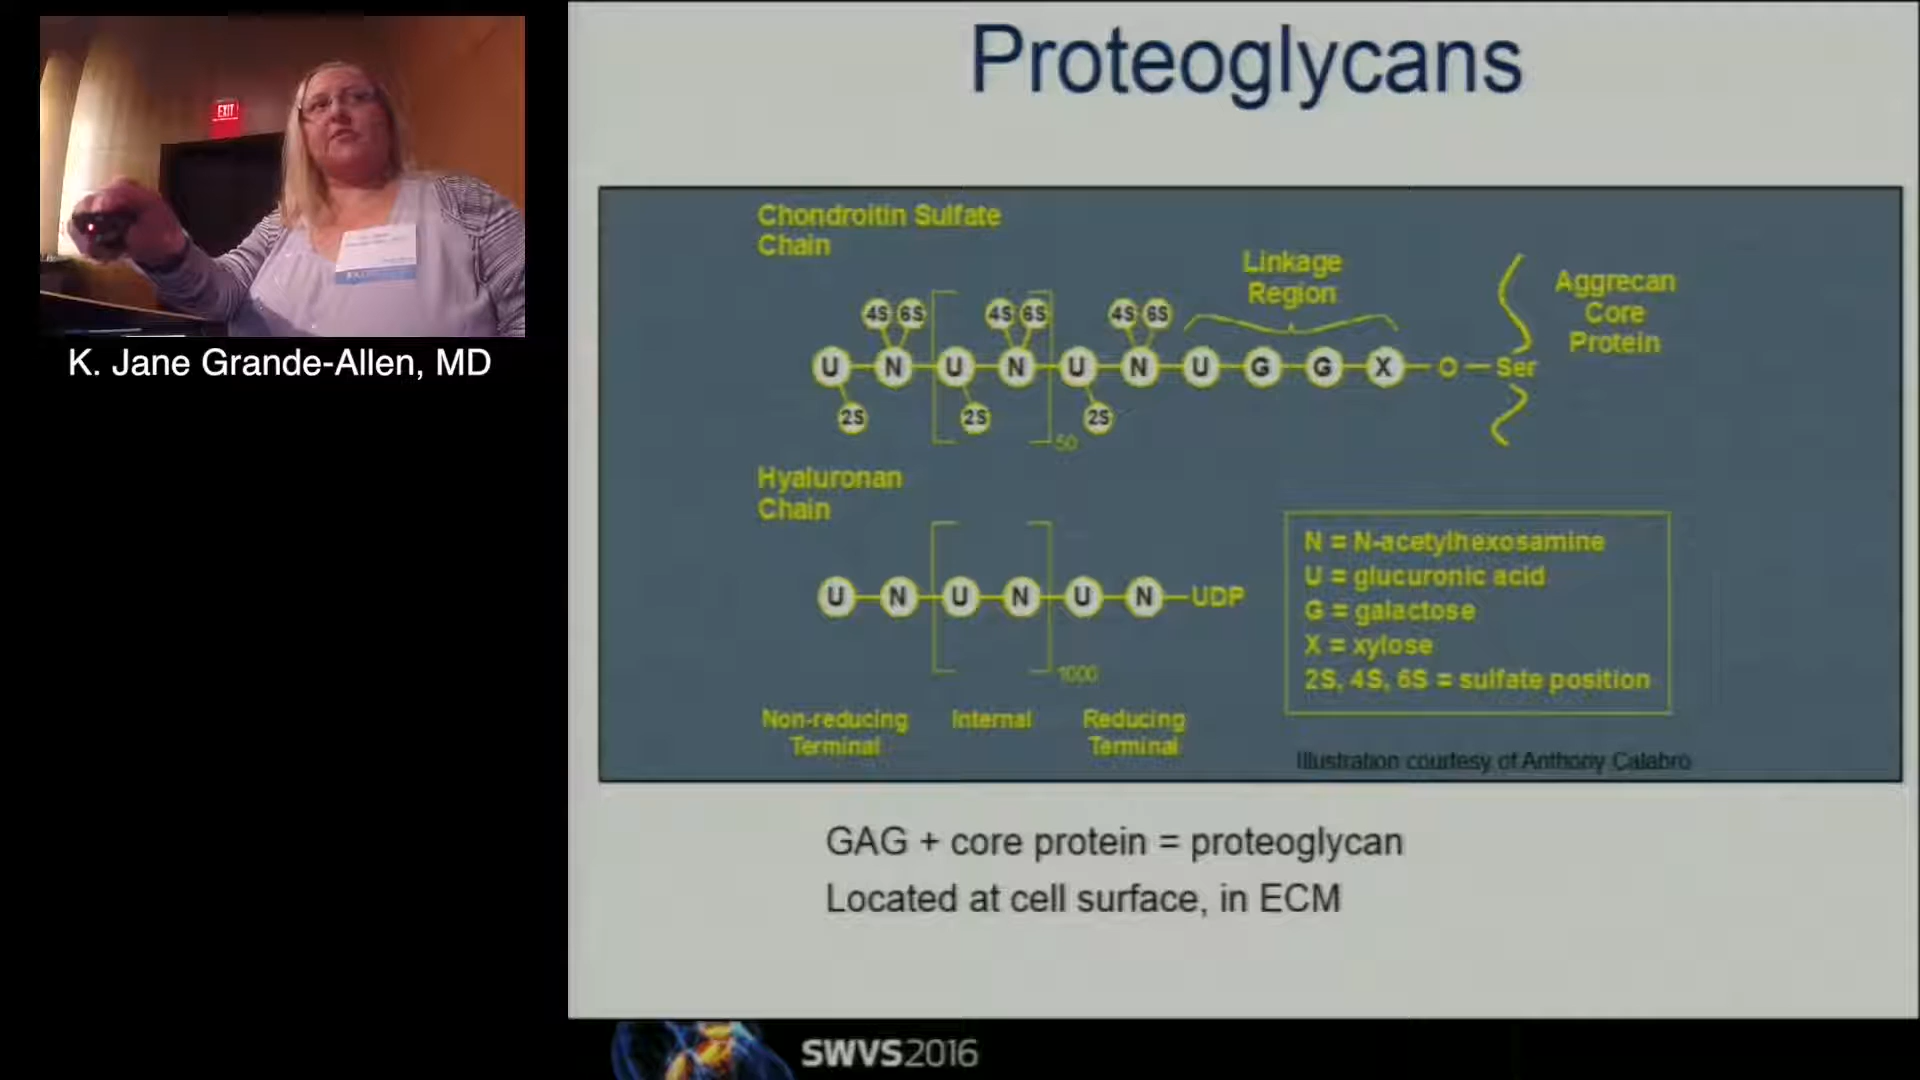 EXIT
K. Jane Grande-Allen, MD
Proteoglycans
Chondroitin Sulfate
Chain
Linkage
Region
Aggrecan
Core
Protein
4S 6S 4S 6S 4S 6S
U N U N U N U G G X O Ser
2S 2S 2S
50
Hyaluronan
Chain
U N U N U N UDP
1000
Non-reducing
Terminal
Internal
Reducing
Terminal
N = N-acetylhexosamine
U = glucuronic acid
G = galactose
X = xylose
2S, 4S, 6S = sulfate position
Illustration courtesy of Anthony Calabro
GAG + core protein = proteoglycan
Located at cell surface, in ECM
SWVS2016